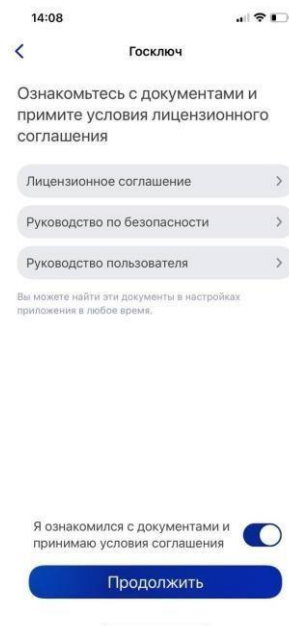 14:08
Госключ
Ознакомьтесь с документами и
примите условия лицензионного
соглашения
Лицензионное соглашение
Руководство по безопасности
Руководство пользователя
Вы можете найти эти документы в настройках
приложения в любое время.
Я ознакомился с документами и
принимаю условия соглашения
Продолжить